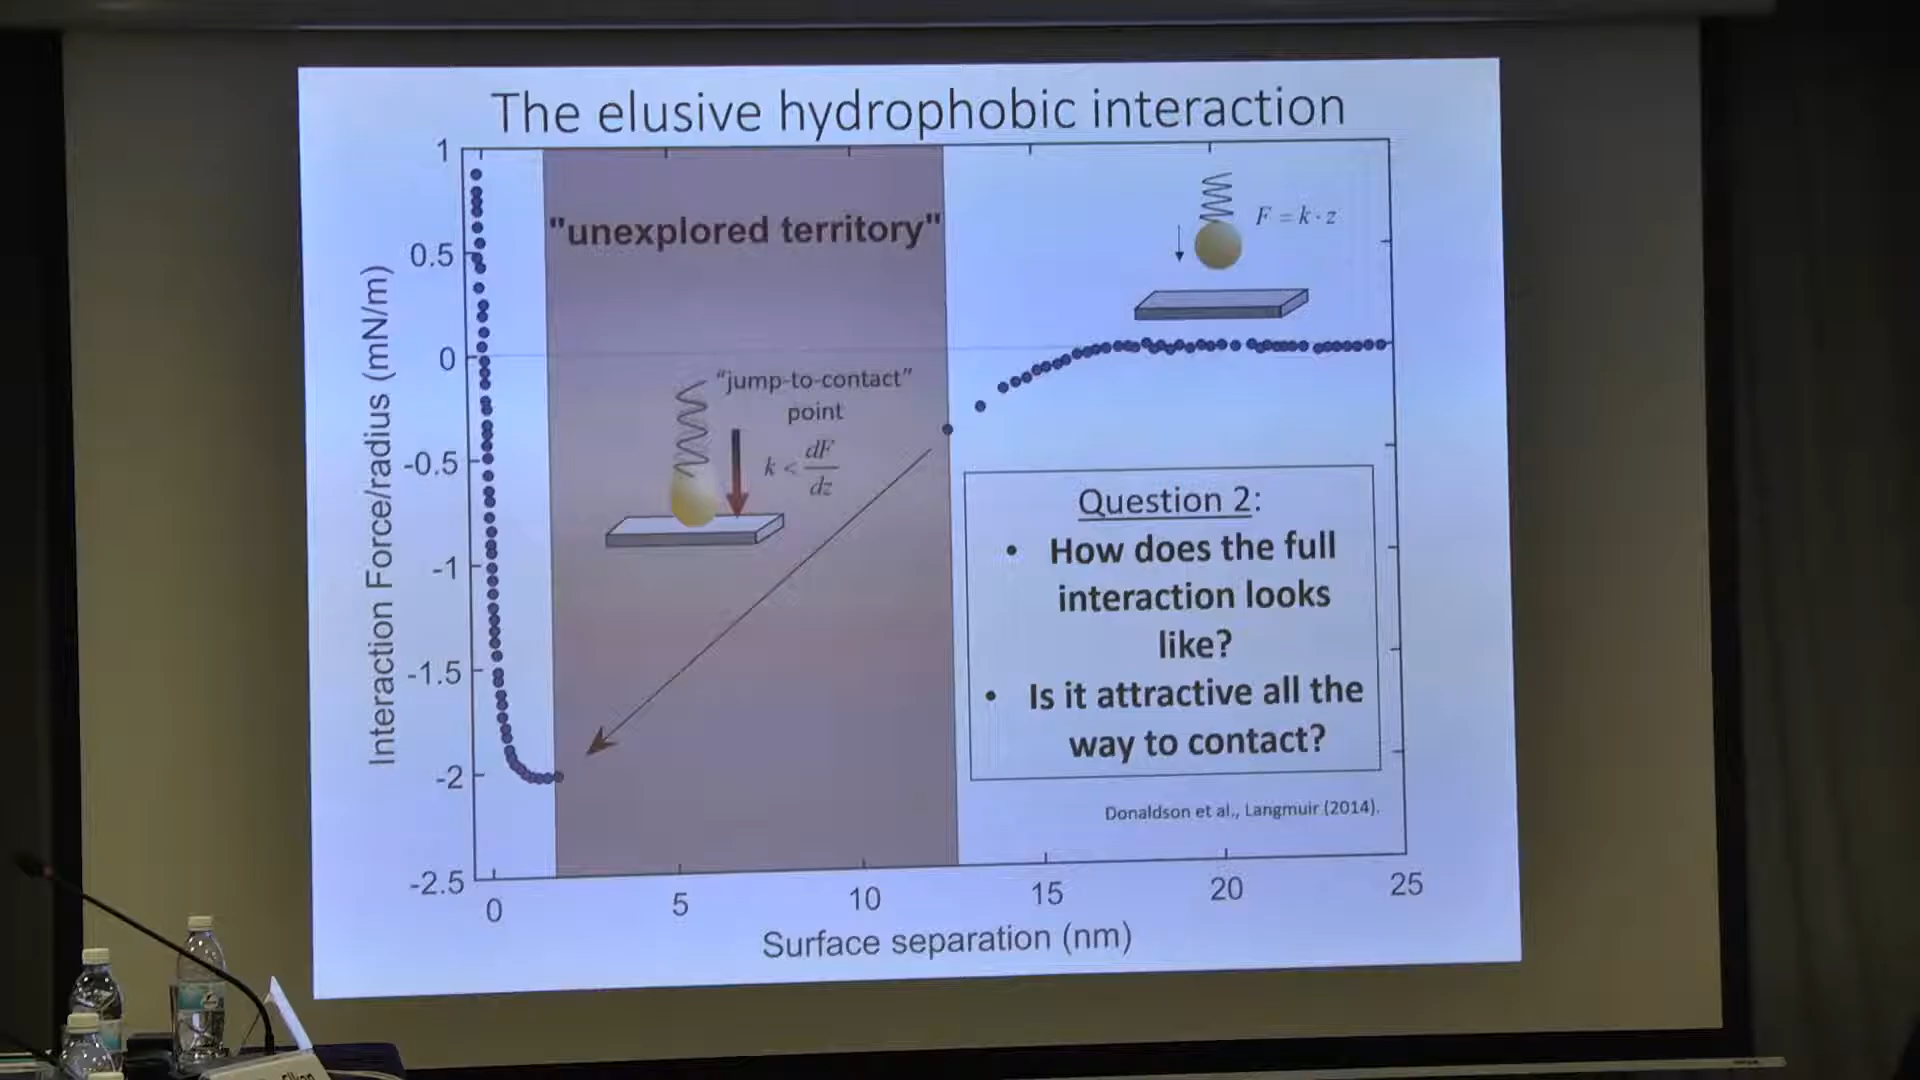 The elusive hydrophobic interaction
1
0.5
0
-0.5
-1
-1.5
-2
-2.5
Interaction Force/radius (mN/m)
"unexplored territory"
F = k · z
“jump-to-contact”
point
k < dF/dz
Question 2:
• How does the full
interaction looks
like?
• Is it attractive all the
way to contact?
Donaldson et al., Langmuir (2014).
0 5 10 15 20 25
Surface separation (nm)